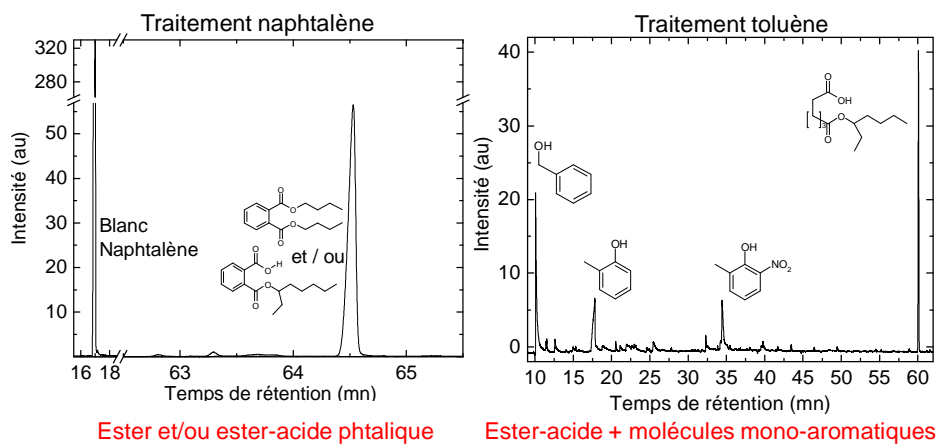 Traitement naphtalène
320
280
50
40
30
20
10
Intensité (au)
Blanc
Naphtalène
O
O
O
O
et / ou
O
O
H
O
O
16
18
63
64
65
Temps de rétention (mn)
Ester et/ou ester-acide phtalique
Traitement toluène
40
30
20
10
0
Intensité (au)
OH
OH
OH
NO2
O
OH
[ ]3
O
O
10
15
20
25
30
35
40
45
50
55
60
Temps de rétention (mn)
Ester-acide + molécules mono-aromatiques